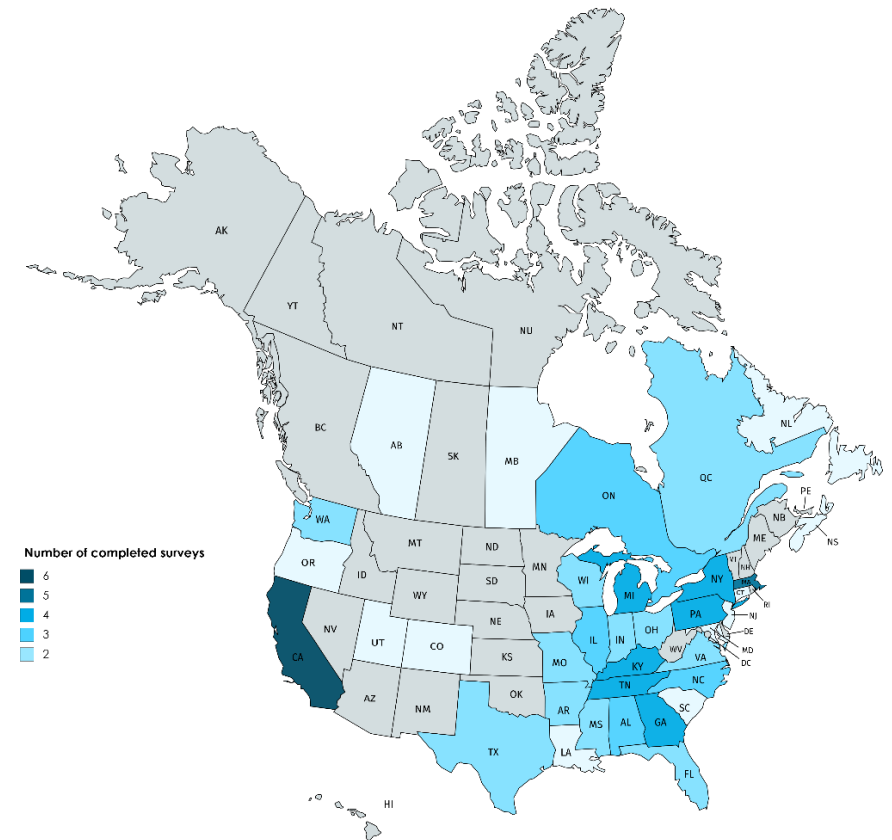 AK
YT
NT
NU
BC
AB
SK
MB
ON
QC
NL
PE
NB
NS
ME
WA
OR
MT
ND
MN
ID
SD
WI
MI
NY
VT
NH
MA
CT
RI
WY
IA
NE
PA
NJ
Number of completed surveys
6
5
4
3
2
NV
UT
CO
KS
MO
IL
IN
OH
WV
VA
DE
MD
DC
CA
KY
NC
TN
AZ
NM
OK
AR
MS
AL
GA
SC
TX
LA
FL
HI